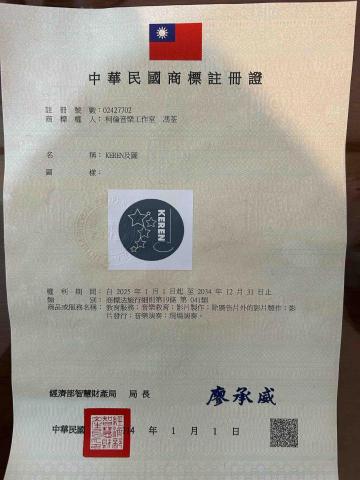 中華民國商標註冊證
註冊號數：02427702
商標權人：柯倫音樂工作室 馮荃
名稱：KEREN及圖
圖樣：
KEREN
權利期間：自 2025 年 1 月 1 日起至 2034 年 12 月 31 日止
類別：商標法施行細則第19條 第 041類
商品或服務名稱：教育服務；音樂教育；影片製作；除廣告片外的影片製作；影
片發行；音樂演奏；現場演奏。
經濟部智慧財產局 局長 廖承威
中華民國 4 年 1 月 1 日